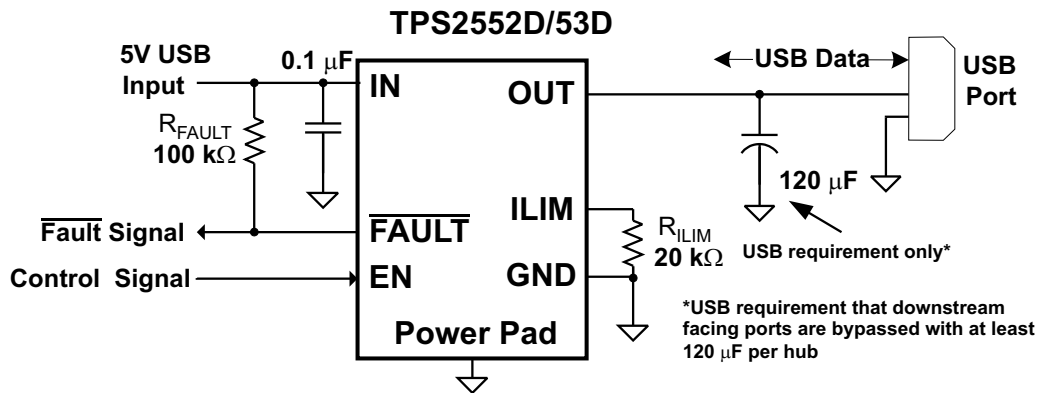 TPS2552D/53D
5V USB
Input
0.1 μF
IN
OUT
USB Data
USB
Port
RFAULT
100 kΩ
120 μF
ILIM
Fault Signal
FAULT
RILIM
20 kΩ
USB requirement only*
Control Signal
EN
GND
Power Pad
*USB requirement that downstream
facing ports are bypassed with at least
120 μF per hub